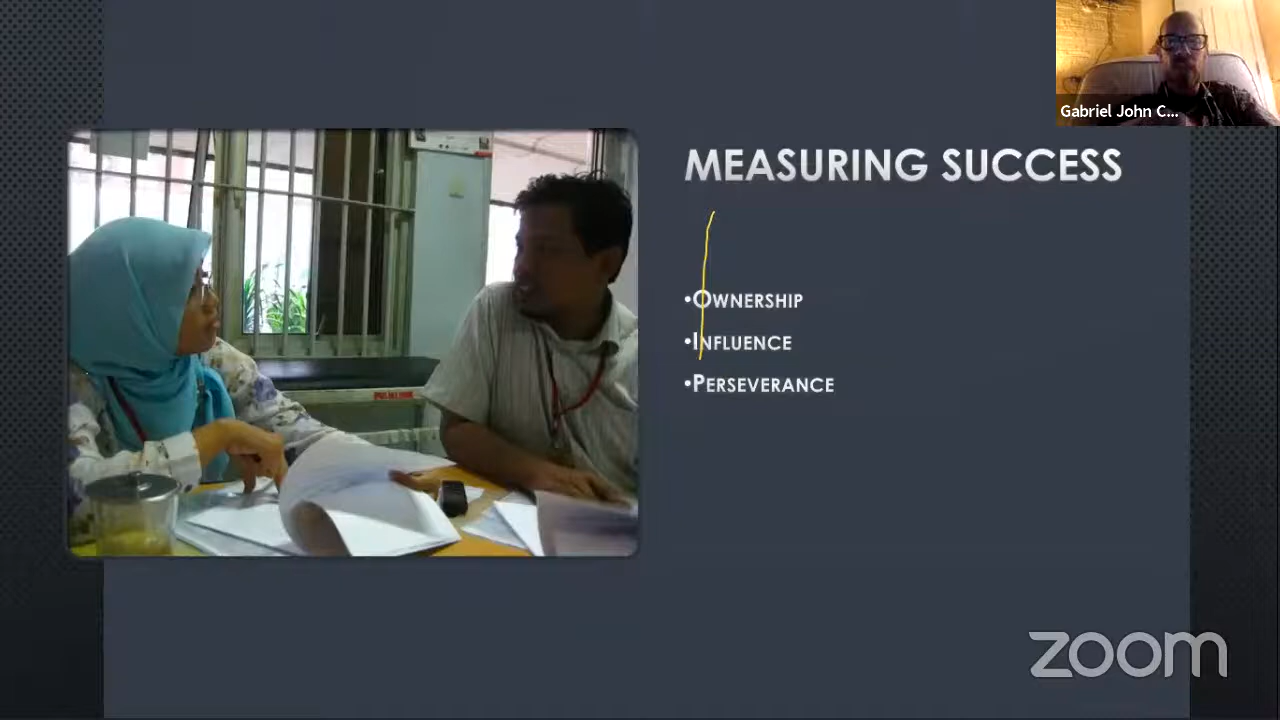 Gabriel John C...
MEASURING SUCCESS
•OWNERSHIP
•INFLUENCE
•PERSEVERANCE
zoom